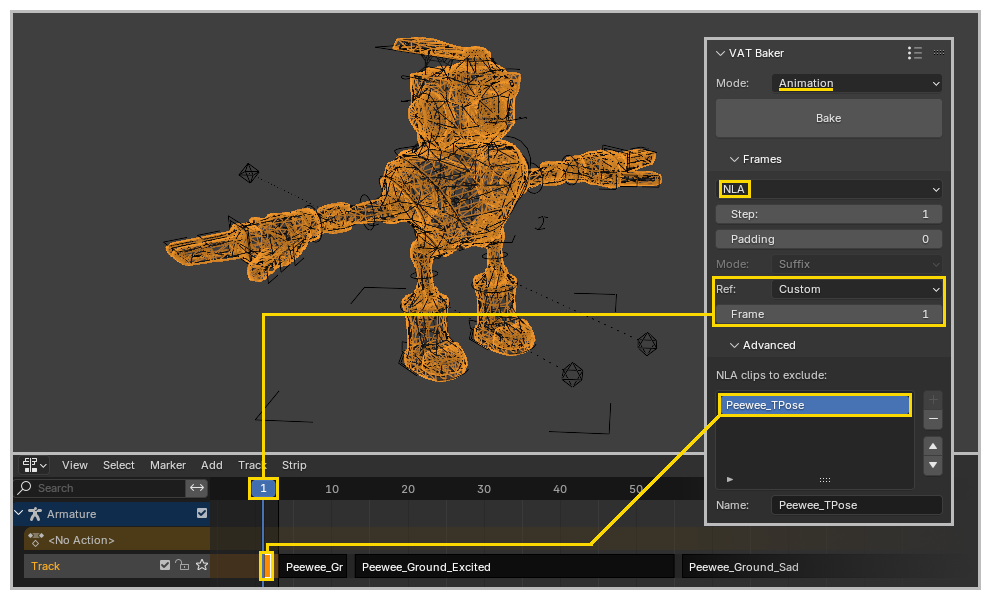 VAT Baker
Mode: Animation
Bake
Frames
NLA
Step: 1
Padding 0
Mode: Suffix
Ref: Custom
Frame 1
Advanced
NLA clips to exclude:
Peewee_TPose
Name: Peewee_TPose
View Select Marker Add Track Strip
Search
1 10 20 30 40 50
Armature
<No Action>
Track
Peewee_Gr Peewee_Ground_Excited Peewee_Ground_Sad